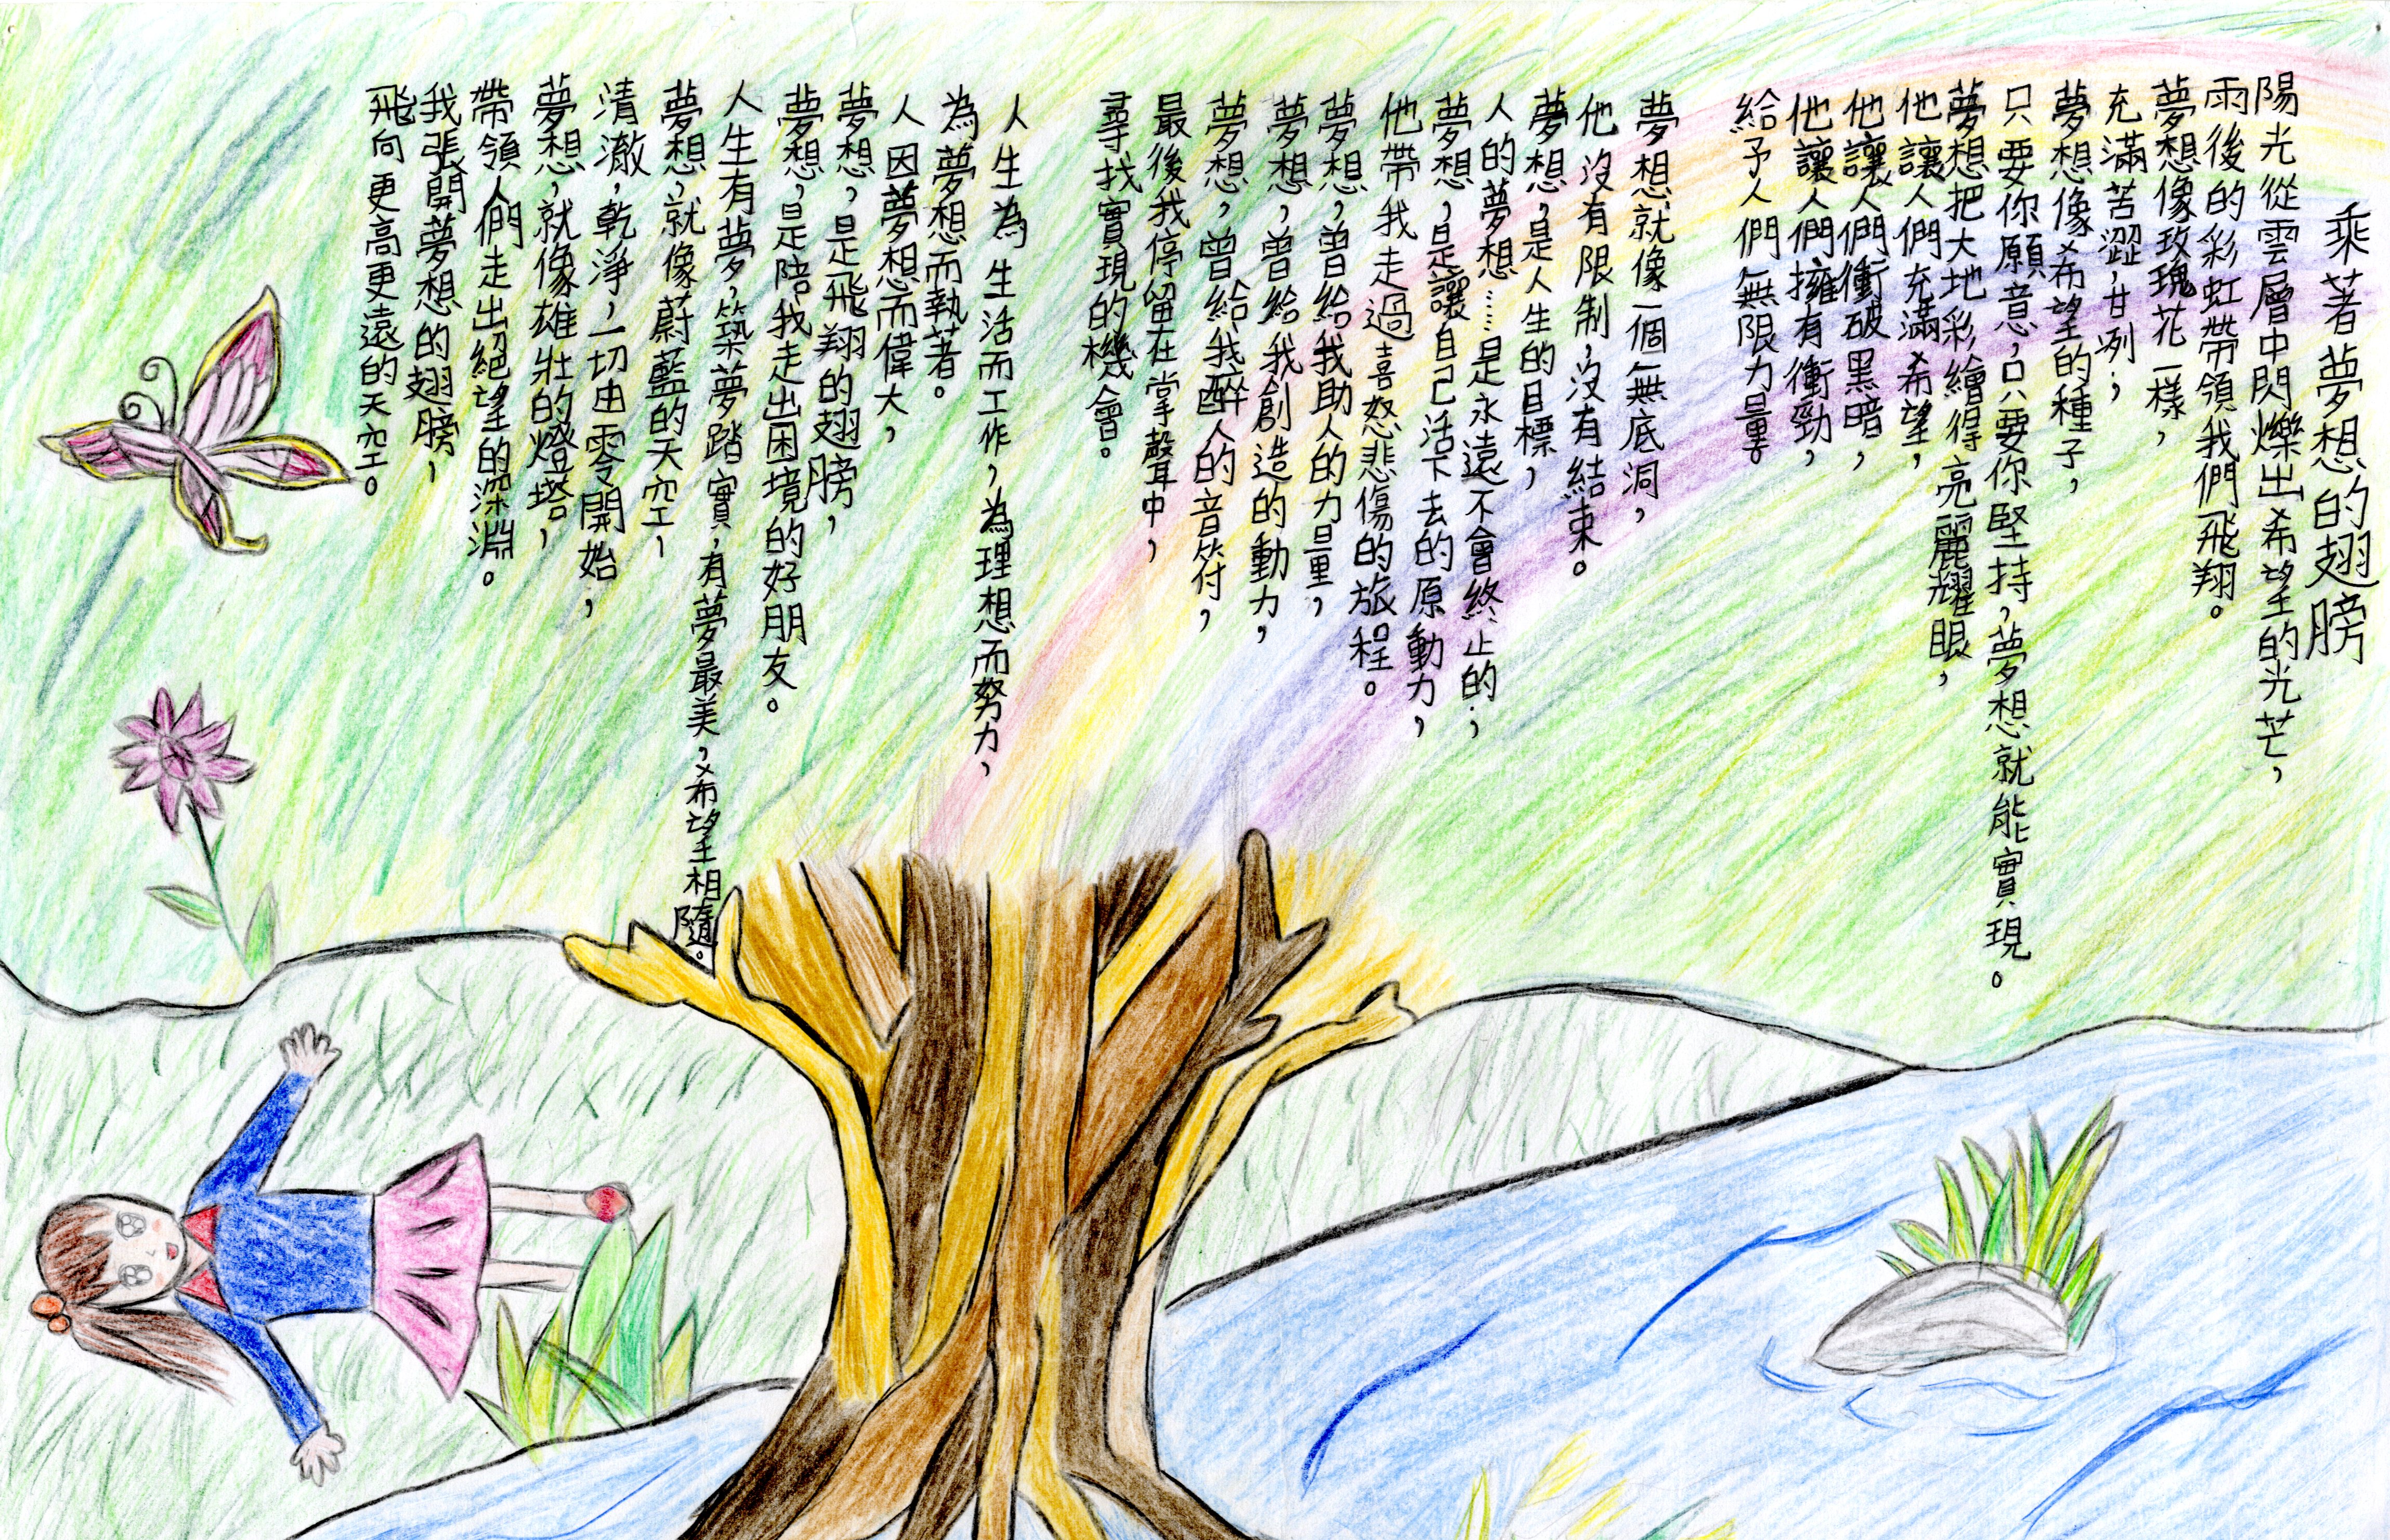 乘著夢想的翅膀
陽光從雲層中閃爍出希望的光芒，
雨後的彩虹帶領我們飛翔。
夢想像玫瑰花一樣，
充滿苦澀，甘冽；
夢想像希望的種子，
只要你願意，只要你堅持，夢想就能實現。
夢想把大地彩繪得亮麗耀眼，
他讓人們充滿希望，
他讓人們衝破黑暗，
他讓人們擁有衝勁，
給予人們無限力量。
夢想就像一個無底洞，
他沒有限制，沒有結束。
夢想，是人生的目標，
人的夢想……是永遠不會終止的；
夢想，是讓自己活下去的原動力，
他帶我走過喜怒悲傷的旅程。
夢想，曾給我助人的力量，
夢想，曾給我創造的動力，
夢想，曾給我醉人的音符，
最後我停留在掌聲中，
尋找實現的機會。
人生為生活而工作，為理想而努力，
為夢想而執著。
人因夢想而偉大，
夢想，是飛翔的翅膀，
夢想，是陪我走出困境的好朋友。
人生有夢，築夢踏實，有夢最美，希望相隨。
夢想，就像蔚藍的天空，
清澈，乾淨，一切由零開始；
夢想，就像雄壯的燈塔，
帶領人們走出絕望的深淵。
我張開夢想的翅膀，
飛向更高更遠的天空。